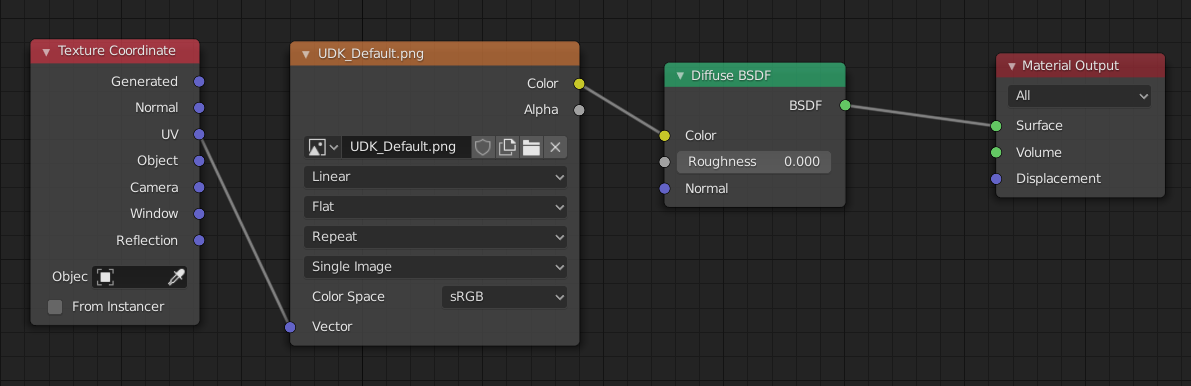 Texture Coordinate
Generated
Normal
UV
Object
Camera
Window
Reflection
Objec
From Instancer
UDK_Default.png
Color
Alpha
UDK_Default.png
Linear
Flat
Repeat
Single Image
Color Space sRGB
Vector
Diffuse BSDF
BSDF
Color
Roughness 0.000
Normal
Material Output
All
Surface
Volume
Displacement